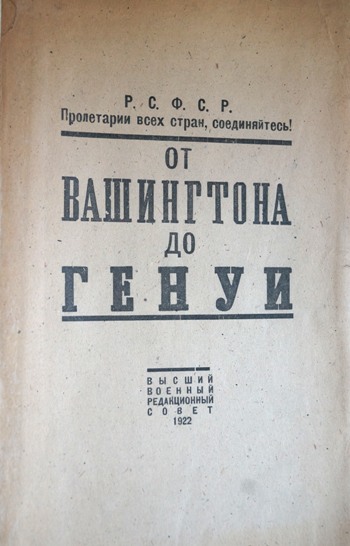 Р. С. Ф. С. Р.
Пролетарии всех стран, соединяйтесь!
ОТ
ВАШИНГТОНА
ДО
ГЕНУИ
ВЫСШИЙ
ВОЕННЫЙ
РЕДАКЦИОННЫЙ
СОВЕТ
1922